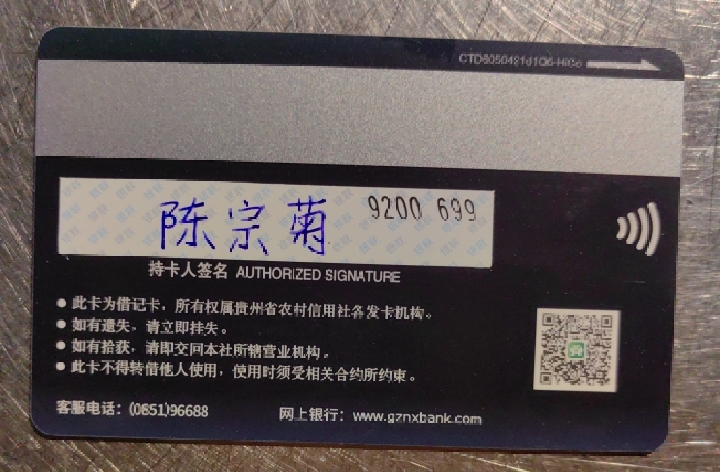 陈宗菊 9200 699
持卡人签名 AUTHORIZED SIGNATURE
此卡为借记卡，所有权属贵州省农村信用社各发卡机构。
如有遗失，请立即挂失。
如有拾获，请即交回本社所辖营业机构。
此卡不得转借他人使用，使用时须受相关合约所约束。
客服电话：(0851)96688 网上银行：www.gznxbank.com